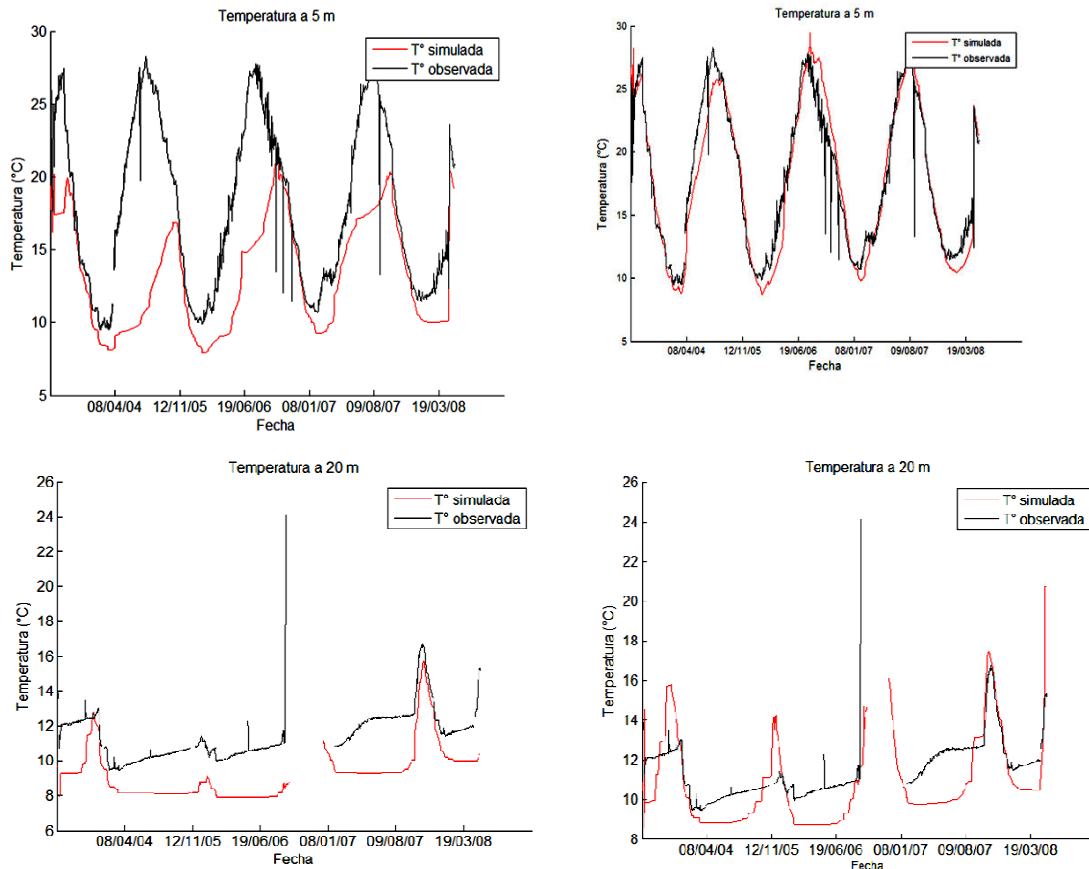 Temperatura a 5 m
30
25
20
15
10
5
Temperatura (°C)
T° simulada
T° observada
08/04/04 12/11/05 19/06/06 08/01/07 09/08/07 19/03/08
Fecha
Temperatura a 5 m
30
25
20
15
10
5
Temperatura (°C)
T° simulada
T° observada
08/04/04 12/11/05 19/06/06 08/01/07 09/08/07 19/03/08
Fecha
Temperatura a 20 m
26
24
22
20
18
16
14
12
10
8
6
Temperatura (°C)
T° simulada
T° observada
08/04/04 12/11/05 19/06/06 08/01/07 09/08/07 19/03/08
Fecha
Temperatura a 20 m
26
24
22
20
18
16
14
12
10
8
Temperatura (°C)
T° simulada
T° observada
08/04/04 12/11/05 19/06/06 08/01/07 09/08/07 19/03/08
Fecha